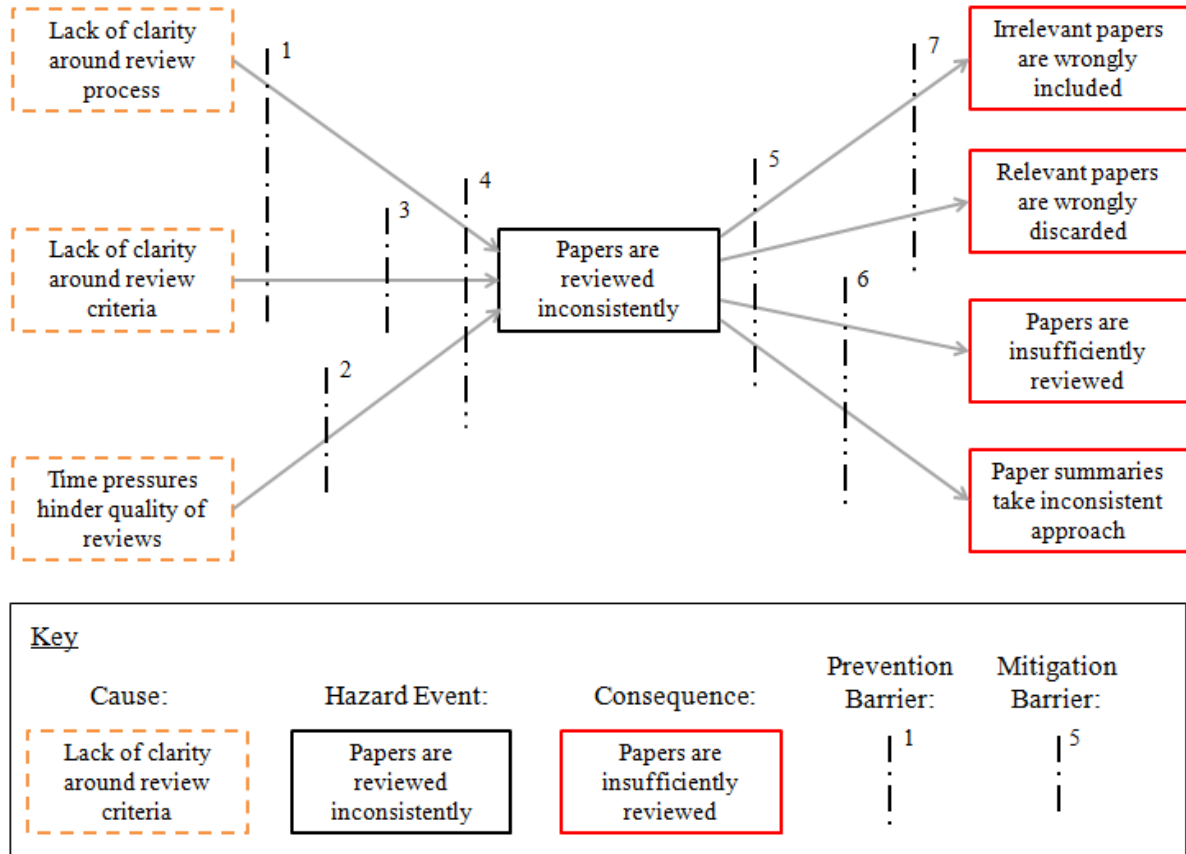 Lack of clarity
around review
process
1
7
Irrelevant papers
are wrongly
included
Lack of clarity
around review
criteria
3
4
Papers are
reviewed
inconsistently
5
Relevant papers
are wrongly
discarded
2
6
Papers are
insufficiently
reviewed
Time pressures
hinder quality of
reviews
Paper summaries
take inconsistent
approach
Key
Cause:
Lack of clarity
around review
criteria
Hazard Event:
Papers are
reviewed
inconsistently
Consequence:
Papers are
insufficiently
reviewed
Prevention
Barrier:
1
Mitigation
Barrier:
5